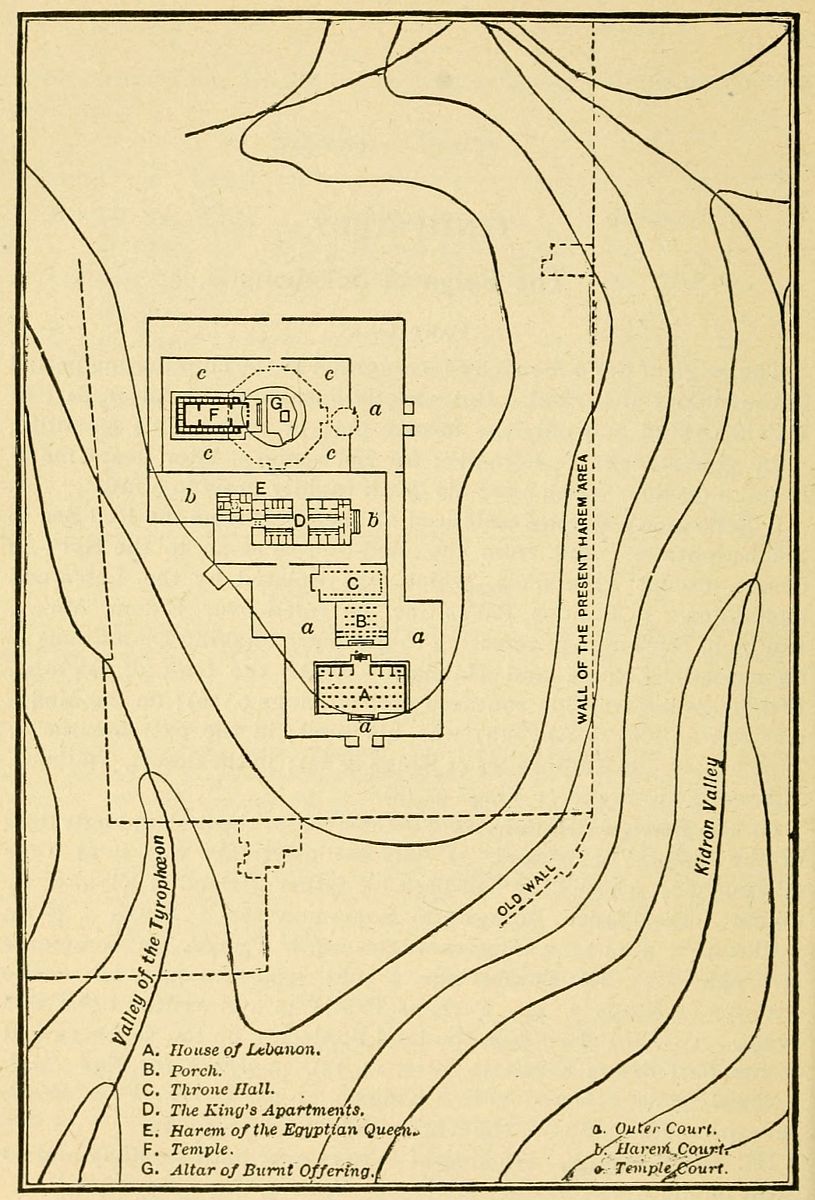 c
c
a
F
G
c
c
b
E
D
b
C
B
a
a
A
a
WALL OF THE PRESENT HAREM AREA
Kidron Valley
OLD WALL
Valley of the Tyrophœon
A. House of Lebanon.
B. Porch.
C. Throne Hall.
D. The King's Apartments.
E. Harem of the Egyptian Queen.
F. Temple.
G. Altar of Burnt Offering.
a. Outer Court.
b. Harem Court.
c. Temple Court.